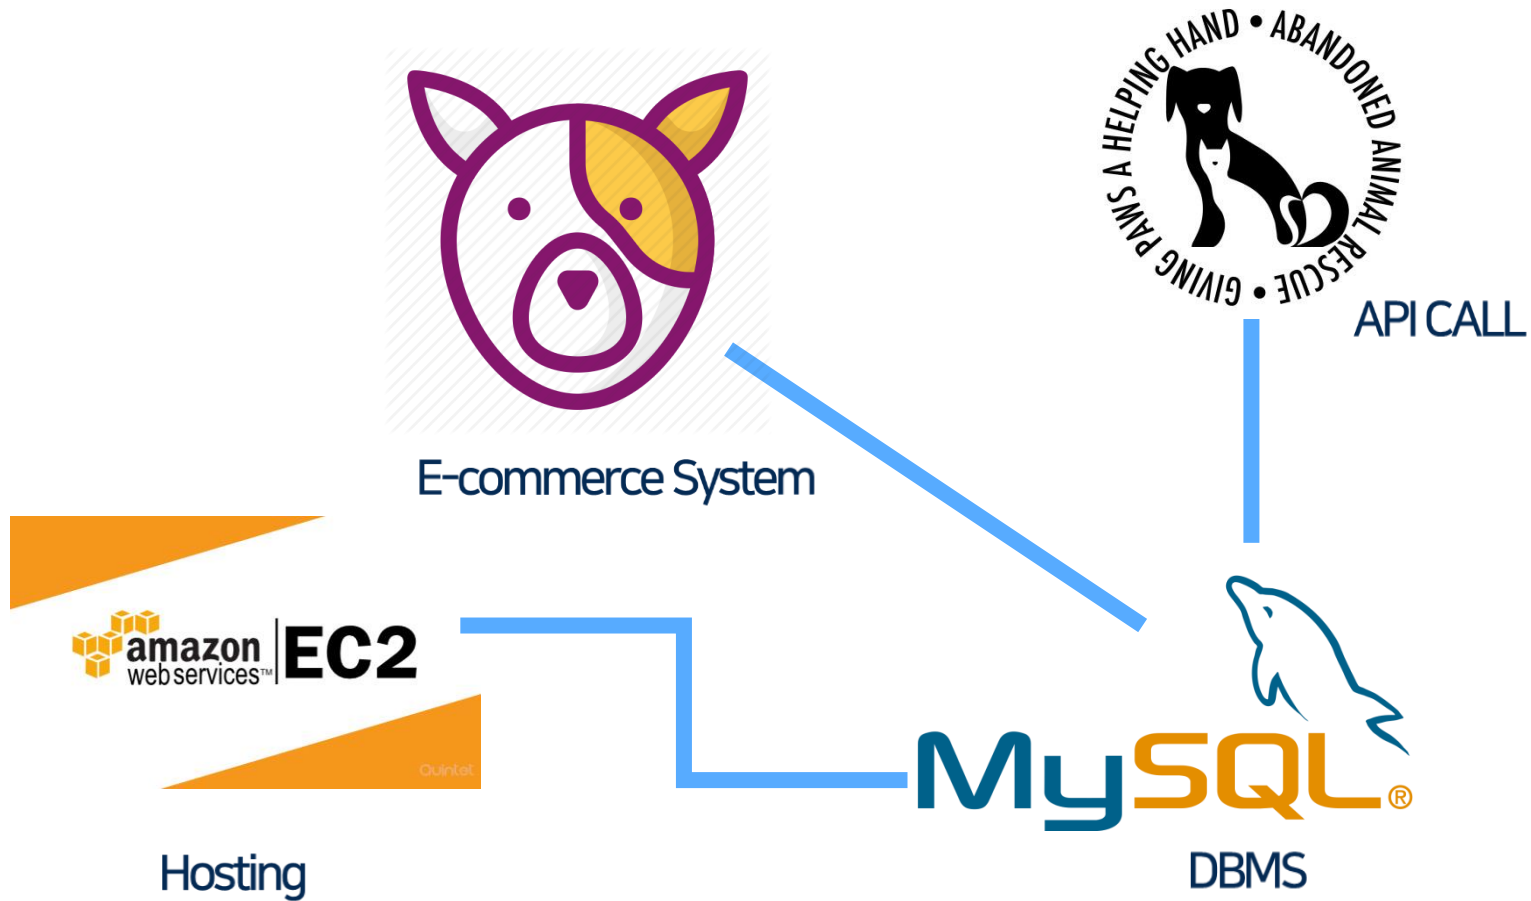 GIVING PAWS A HELPING HAND • ABANDONED ANIMAL RESCUE •
API CALL
E-commerce System
amazon
web services™
EC2
Quintet
Hosting
MySQL®
DBMS